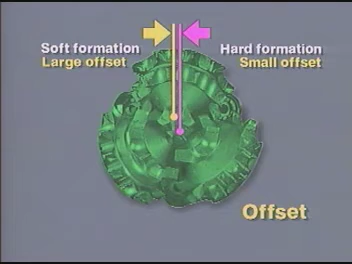 Soft formation
Large offset
Hard formation
Small offset
Offset